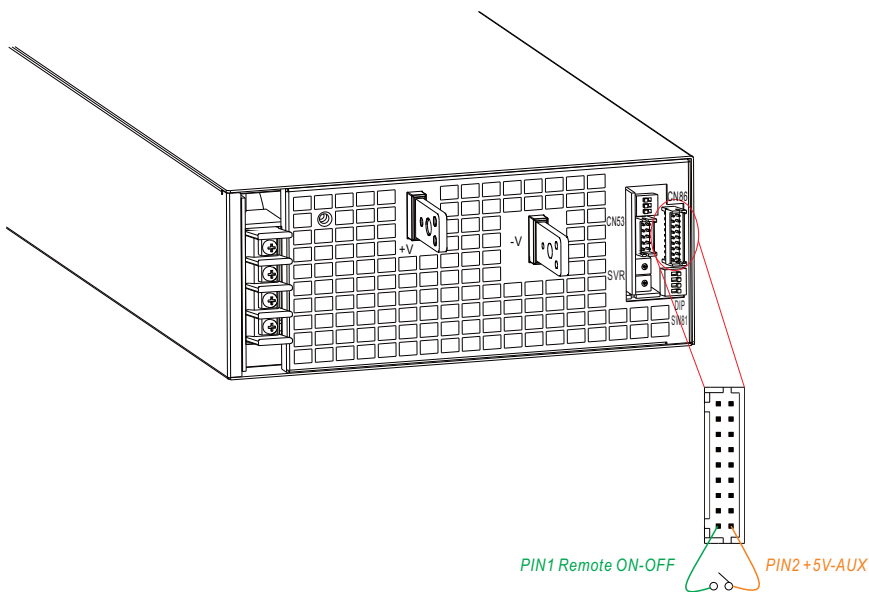 CN86
CN53
+V
-V
SVR
DIP
SW81
PIN1 Remote ON-OFF
PIN2 +5V-AUX